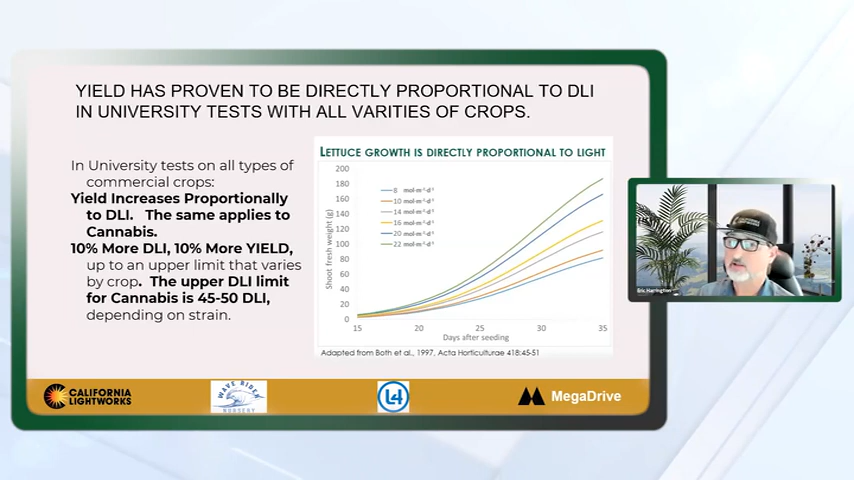 YIELD HAS PROVEN TO BE DIRECTLY PROPORTIONAL TO DLI
IN UNIVERSITY TESTS WITH ALL VARITIES OF CROPS.
In University tests on all types of
commercial crops:
Yield Increases Proportionally
to DLI. The same applies to
Cannabis.
10% More DLI, 10% More YIELD,
up to an upper limit that varies
by crop. The upper DLI limit
for Cannabis is 45-50 DLI,
depending on strain.
LETTUCE GROWTH IS DIRECTLY PROPORTIONAL TO LIGHT
Shoot fresh weight (g)
200
180
160
140
120
100
80
60
40
20
0
8 mol·m⁻²·d⁻¹
10 mol·m⁻²·d⁻¹
14 mol·m⁻²·d⁻¹
16 mol·m⁻²·d⁻¹
20 mol·m⁻²·d⁻¹
22 mol·m⁻²·d⁻¹
15 20 25 30 35
Days after seeding
Adapted from Both et al., 1997, Acta Horticulturae 418:45-51
Eric Harrington
CALIFORNIA
LIGHTWORKS
WAVE RIDER
NURSERY
L4
MegaDrive